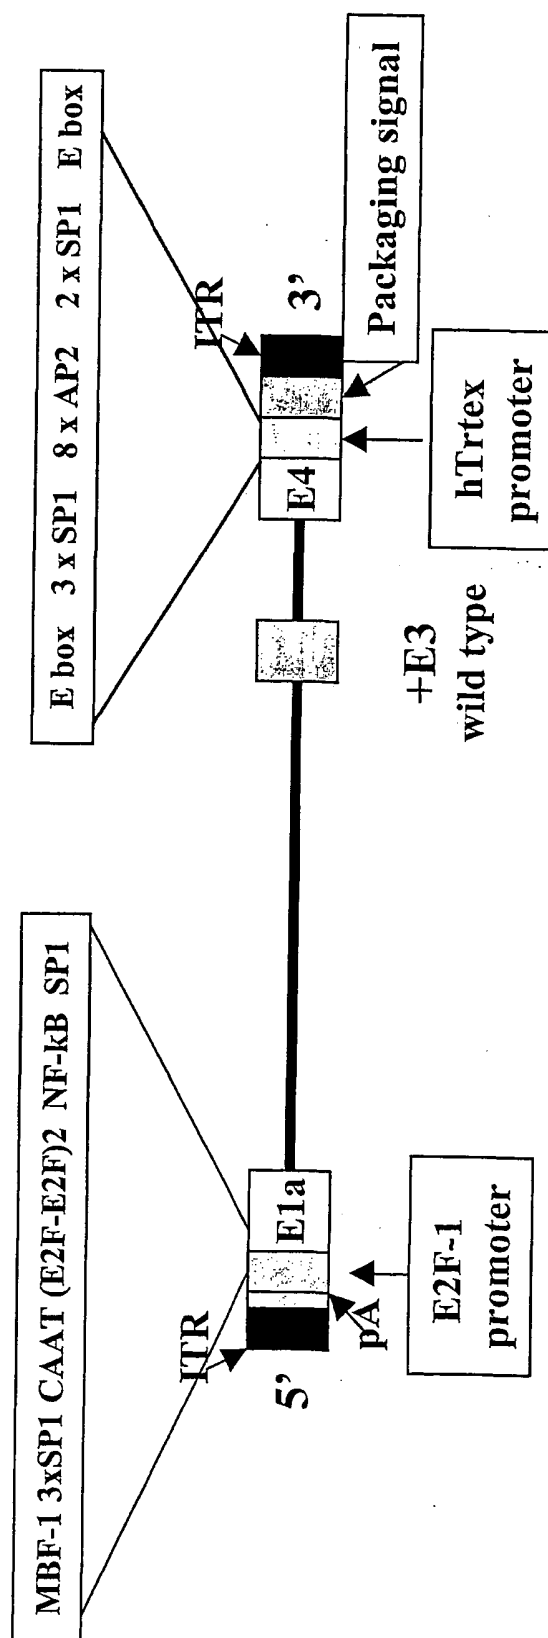 MBF-1 3xSP1 CAAT (E2F-E2F)2 NF-kB SP1
E box 3 x SP1 8 x AP2 2 x SP1 E box
ITR
ITR
5’
E1a
E4
3’
pA
E2F-1
promoter
+E3
wild type
hTrtex
promoter
Packaging signal